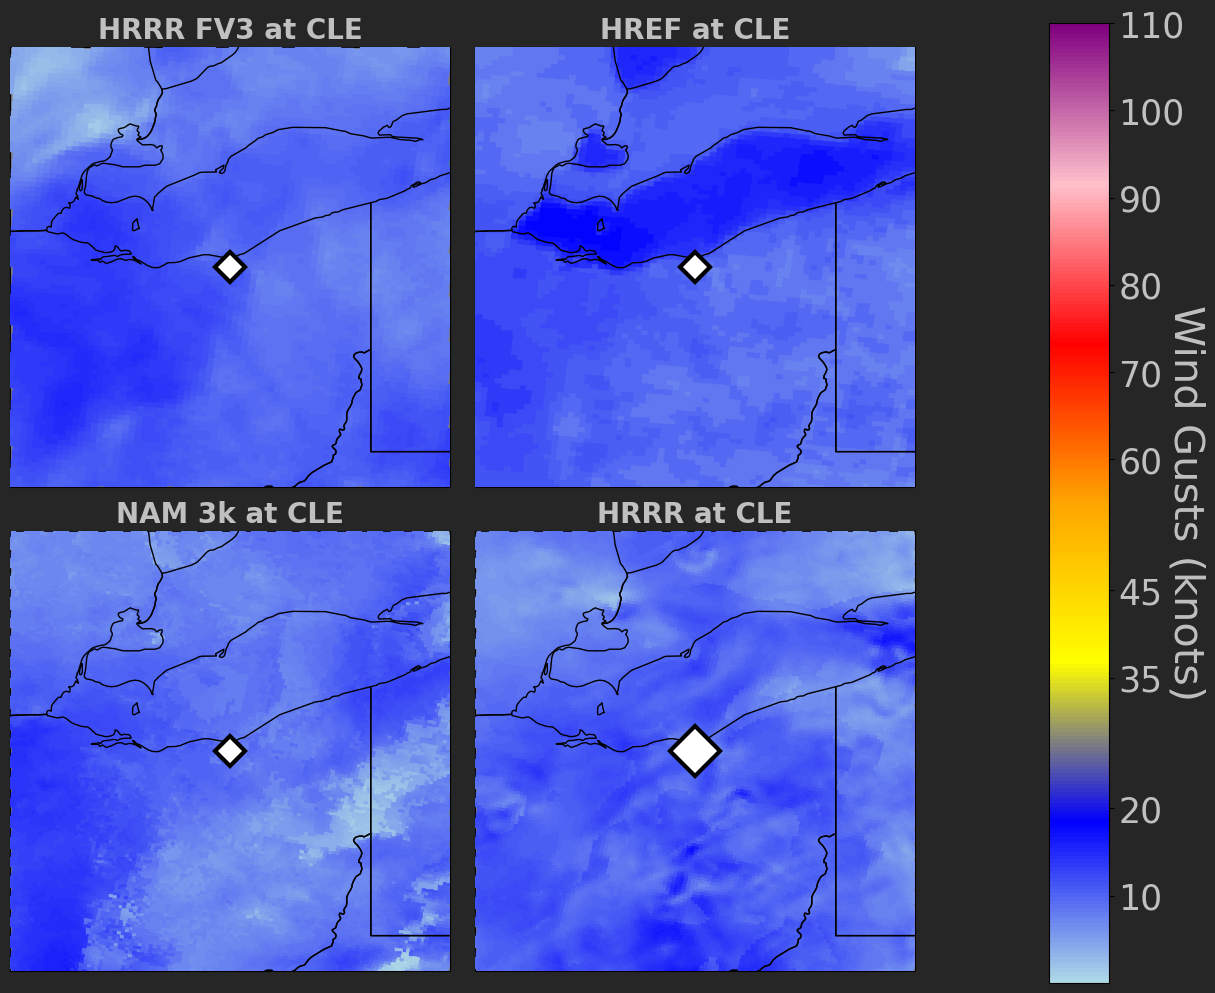 HRRR FV3 at CLE
HREF at CLE
NAM 3k at CLE
HRRR at CLE
110
100
90
80
70
60
45
35
20
10
Wind Gusts (knots)